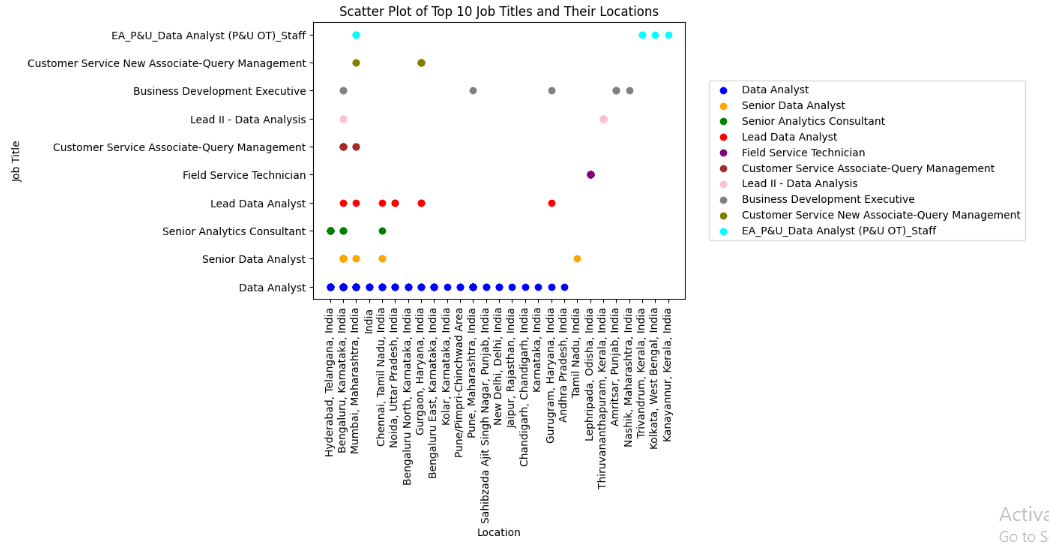 Scatter Plot of Top 10 Job Titles and Their Locations
Job Title
EA_P&U_Data Analyst (P&U OT)_Staff
Customer Service New Associate-Query Management
Business Development Executive
Lead II - Data Analysis
Customer Service Associate-Query Management
Field Service Technician
Lead Data Analyst
Senior Analytics Consultant
Senior Data Analyst
Data Analyst
Hyderabad, Telangana, India
Bengaluru, Karnataka, India
Mumbai, Maharashtra, India
India
Chennai, Tamil Nadu, India
Noida, Uttar Pradesh, India
Bengaluru North, Karnataka, India
Gurgaon, Haryana, India
Bengaluru East, Karnataka, India
Kolar, Karnataka, India
Pune/Pimpri-Chinchwad Area
Pune, Maharashtra, India
Sahibzada Ajit Singh Nagar, Punjab, India
New Delhi, Delhi, India
Jaipur, Rajasthan, India
Chandigarh, Chandigarh, India
Karnataka, India
Gurugram, Haryana, India
Andhra Pradesh, India
Tamil Nadu, India
Lephripada, Odisha, India
Thiruvananthapuram, Kerala, India
Amritsar, Punjab, India
Nashik, Maharashtra, India
Trivandrum, Kerala, India
Kolkata, West Bengal, India
Kanayannur, Kerala, India
Location
Data Analyst
Senior Data Analyst
Senior Analytics Consultant
Lead Data Analyst
Field Service Technician
Customer Service Associate-Query Management
Lead II - Data Analysis
Business Development Executive
Customer Service New Associate-Query Management
EA_P&U_Data Analyst (P&U OT)_Staff
Activa
Go to S